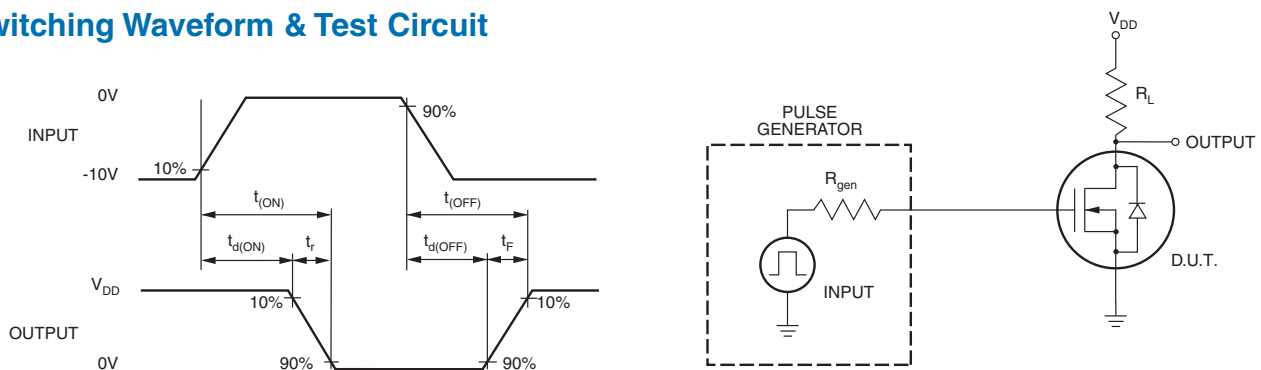 witching Waveform & Test Circuit
0V
INPUT
-10V
10%
90%
t(ON)
t(OFF)
td(ON)
tr
td(OFF)
tF
VDD
10%
10%
OUTPUT
0V
90%
90%
VDD
RL
OUTPUT
PULSE
GENERATOR
Rgen
INPUT
D.U.T.